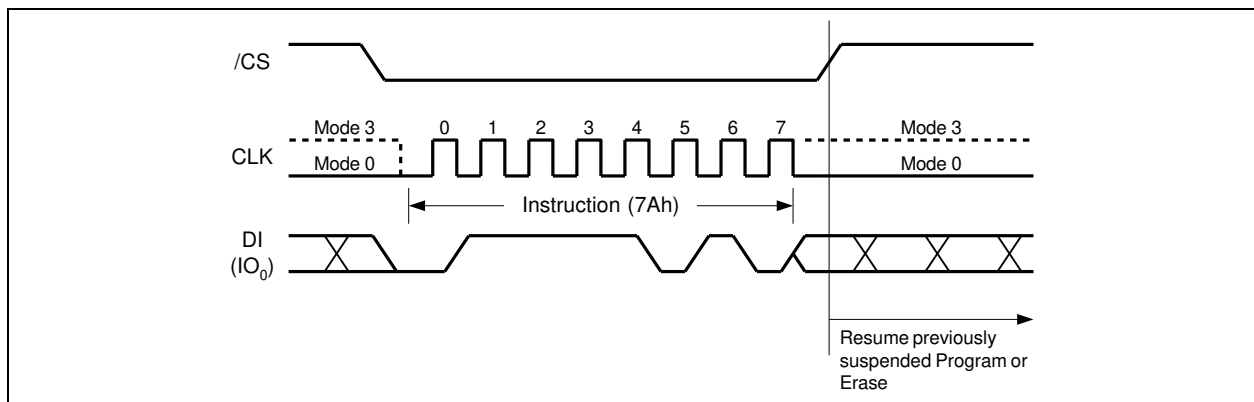 /CS
Mode 3
0 1 2 3 4 5 6 7
Mode 3
CLK
Mode 0
Mode 0
Instruction (7Ah)
DI
(IO₀)
Resume previously
suspended Program or
Erase